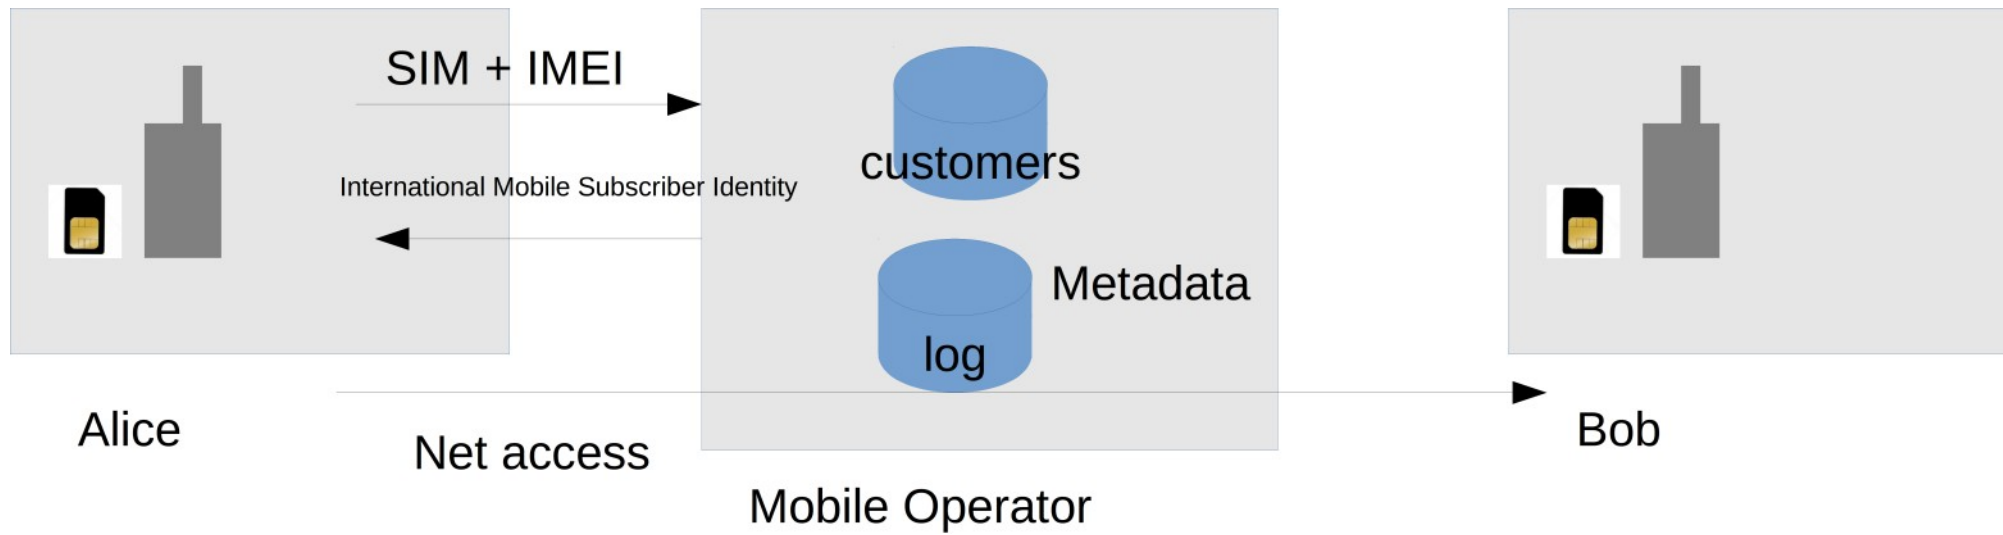 SIM + IMEI
customers
International Mobile Subscriber Identity
Metadata
log
Alice
Net access
Bob
Mobile Operator